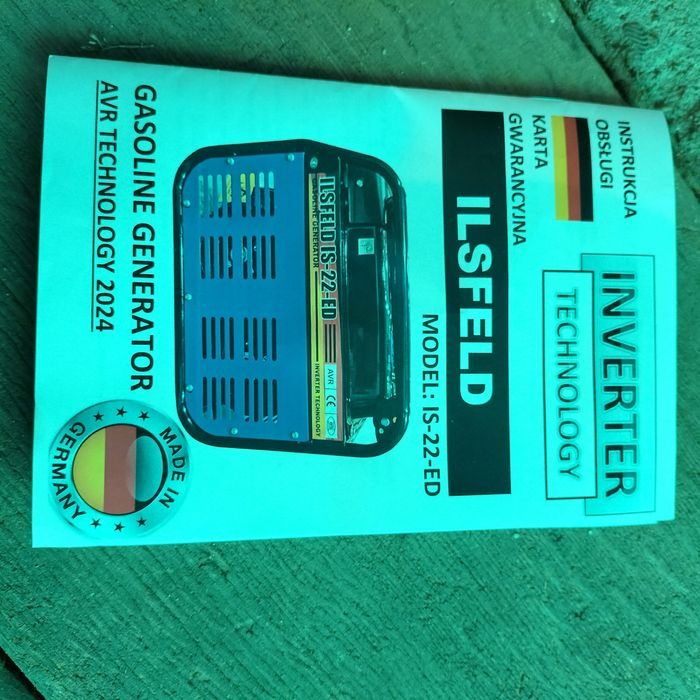 INSTRUKCJA
OBSŁUGI
KARTA
GWARANCYJNA
INVERTER
TECHNOLOGY
ILSFELD
MODEL: IS-22-ED
ILSFELD IS-22-ED
GASOLINE GENERATOR
AVR CE
INVERTER TECHNOLOGY
GASOLINE GENERATOR
AVR TECHNOLOGY 2024
MADE IN
GERMANY